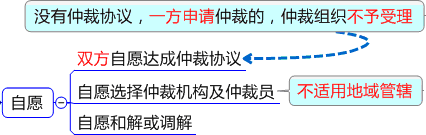 没有仲裁协议，一方申请仲裁的，仲裁组织不予受理
双方自愿达成仲裁协议
自愿
自愿选择仲裁机构及仲裁员
不适用地域管辖
自愿和解或调解